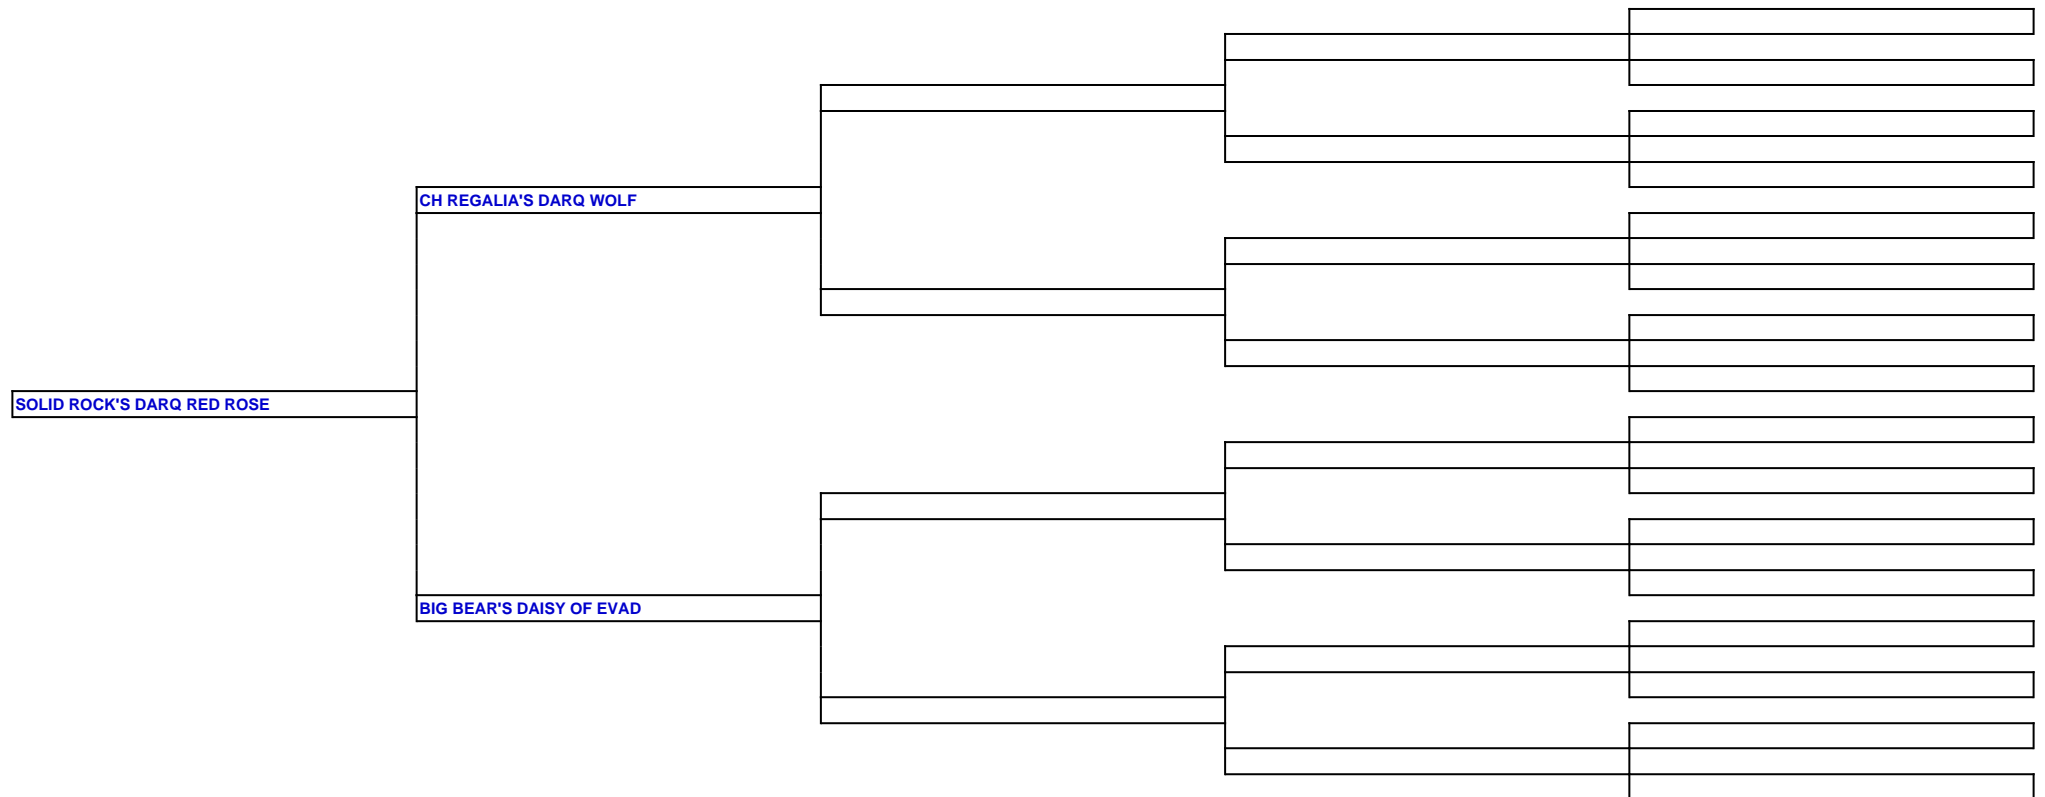 CH REGALIA'S DARQ WOLF
SOLID ROCK'S DARQ RED ROSE
BIG BEAR'S DAISY OF EVAD